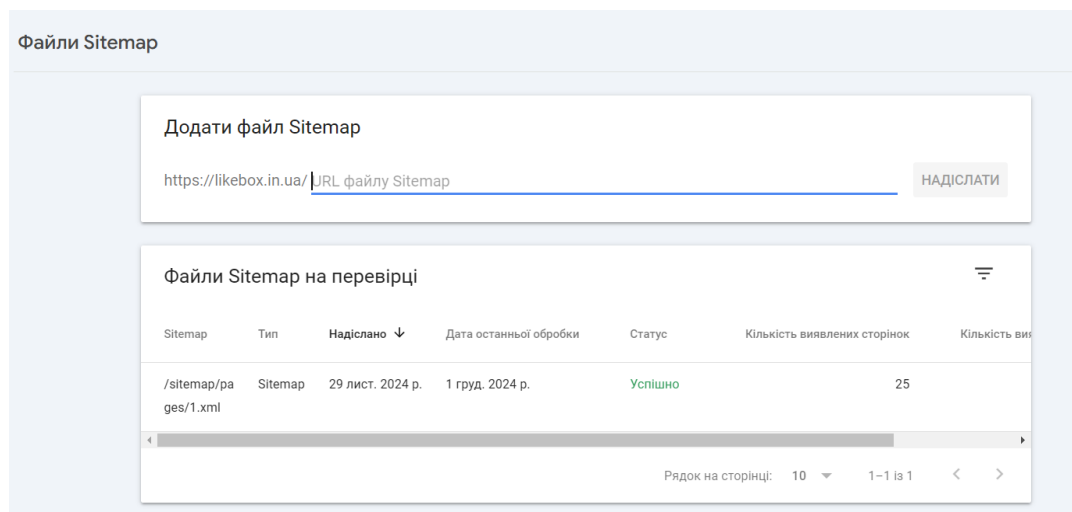 Файли Sitemap
Додати файл Sitemap
https://likebox.in.ua/ URL файлу Sitemap НАДІСЛАТИ
Файли Sitemap на перевірці
Sitemap Тип Надіслано Дата останньої обробки Статус Кількість виявлених сторінок Кількість вия
/sitemap/pa Sitemap 29 лист. 2024 р. 1 груд. 2024 р. Успішно 25
ges/1.xml
Рядок на сторінці: 10 1–1 із 1